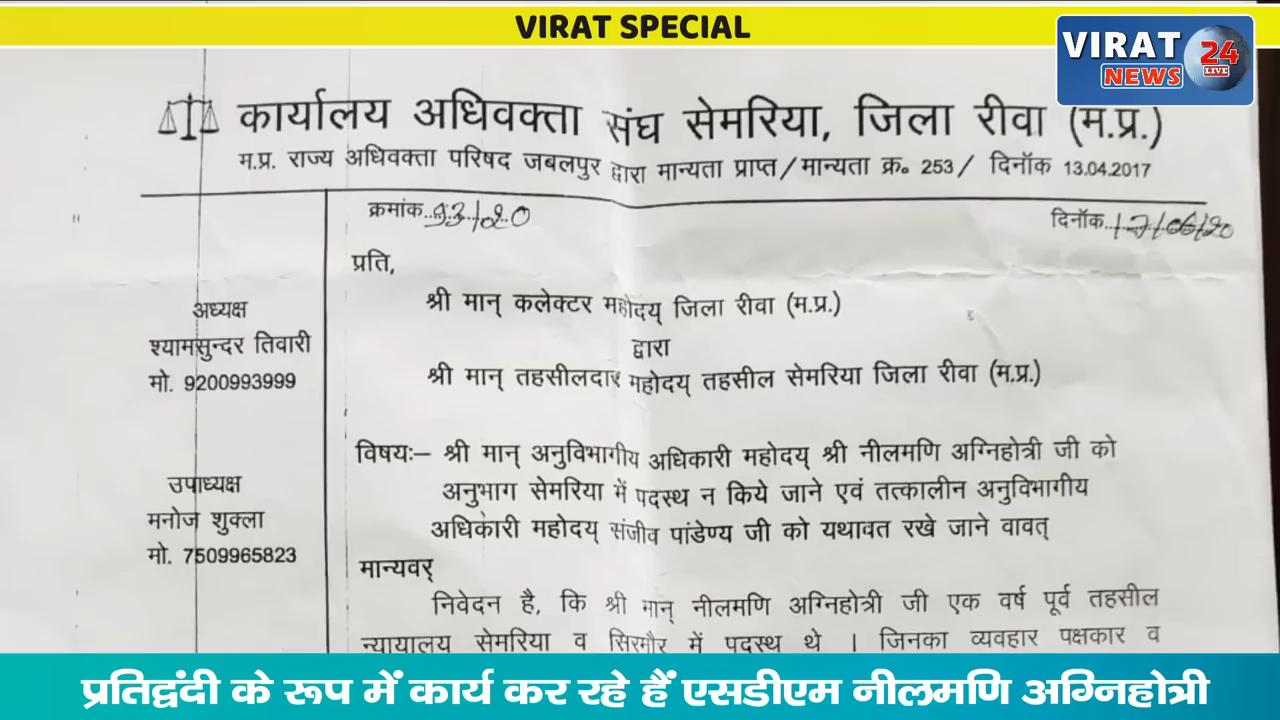 VIRAT SPECIAL
VIRAT 24
NEWS LIVE
कार्यालय अधिवक्ता संघ सेमरिया, जिला रीवा (म.प्र.)
म.प्र. राज्य अधिवक्ता परिषद जबलपुर द्वारा मान्यता प्राप्त/मान्यता क्र० 253/ दिनॉक 13.04.2017
क्रमांक..93/20
दिनॉक..17/06/20
प्रति,
श्री मान् कलेक्टर महोदय् जिला रीवा (म.प्र.)
द्वारा
श्री मान् तहसीलदार महोदय् तहसील सेमरिया जिला रीवा (म.प्र.)
अध्यक्ष
श्यामसुन्दर तिवारी
मो. 9200993999
उपाध्यक्ष
मनोज शुक्ला
मो. 7509965823
विषयः– श्री मान् अनुविभागीय अधिकारी महोदय् श्री नीलमणि अग्निहोत्री जी को
अनुभाग सेमरिया में पदस्थ न किये जाने एवं तत्कालीन अनुविभागीय
अधिकारी महोदय् संजीव पांडेण्य जी को यथावत रखे जाने वावत्
मान्यवर्
निवेदन है, कि श्री मान् नीलमणि अग्निहोत्री जी एक वर्ष पूर्व तहसील
न्यायालय सेमरिया व सिरमौर में पदस्थ थे । जिनका व्यवहार पक्षकार व
प्रतिद्वंदी के रूप में कार्य कर रहे हैं एसडीएम नीलमणि अग्निहोत्री